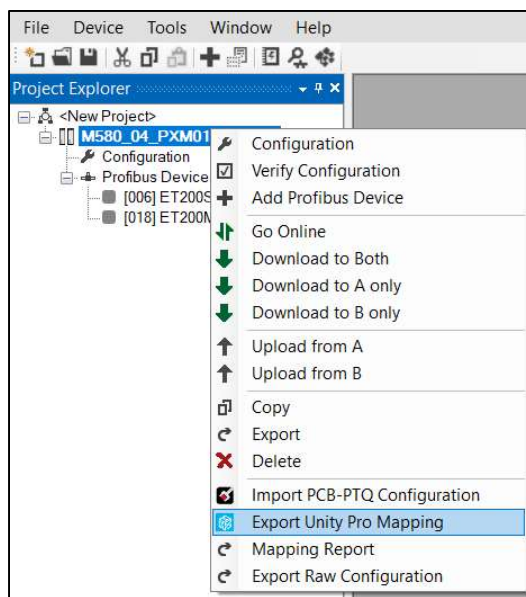 File Device Tools Window Help
Project Explorer
<New Project>
M580_04_PXM01
Configuration
Profibus Device
[006] ET200S
[018] ET200M
Configuration
Verify Configuration
Add Profibus Device
Go Online
Download to Both
Download to A only
Download to B only
Upload from A
Upload from B
Copy
Export
Delete
Import PCB-PTQ Configuration
Export Unity Pro Mapping
Mapping Report
Export Raw Configuration